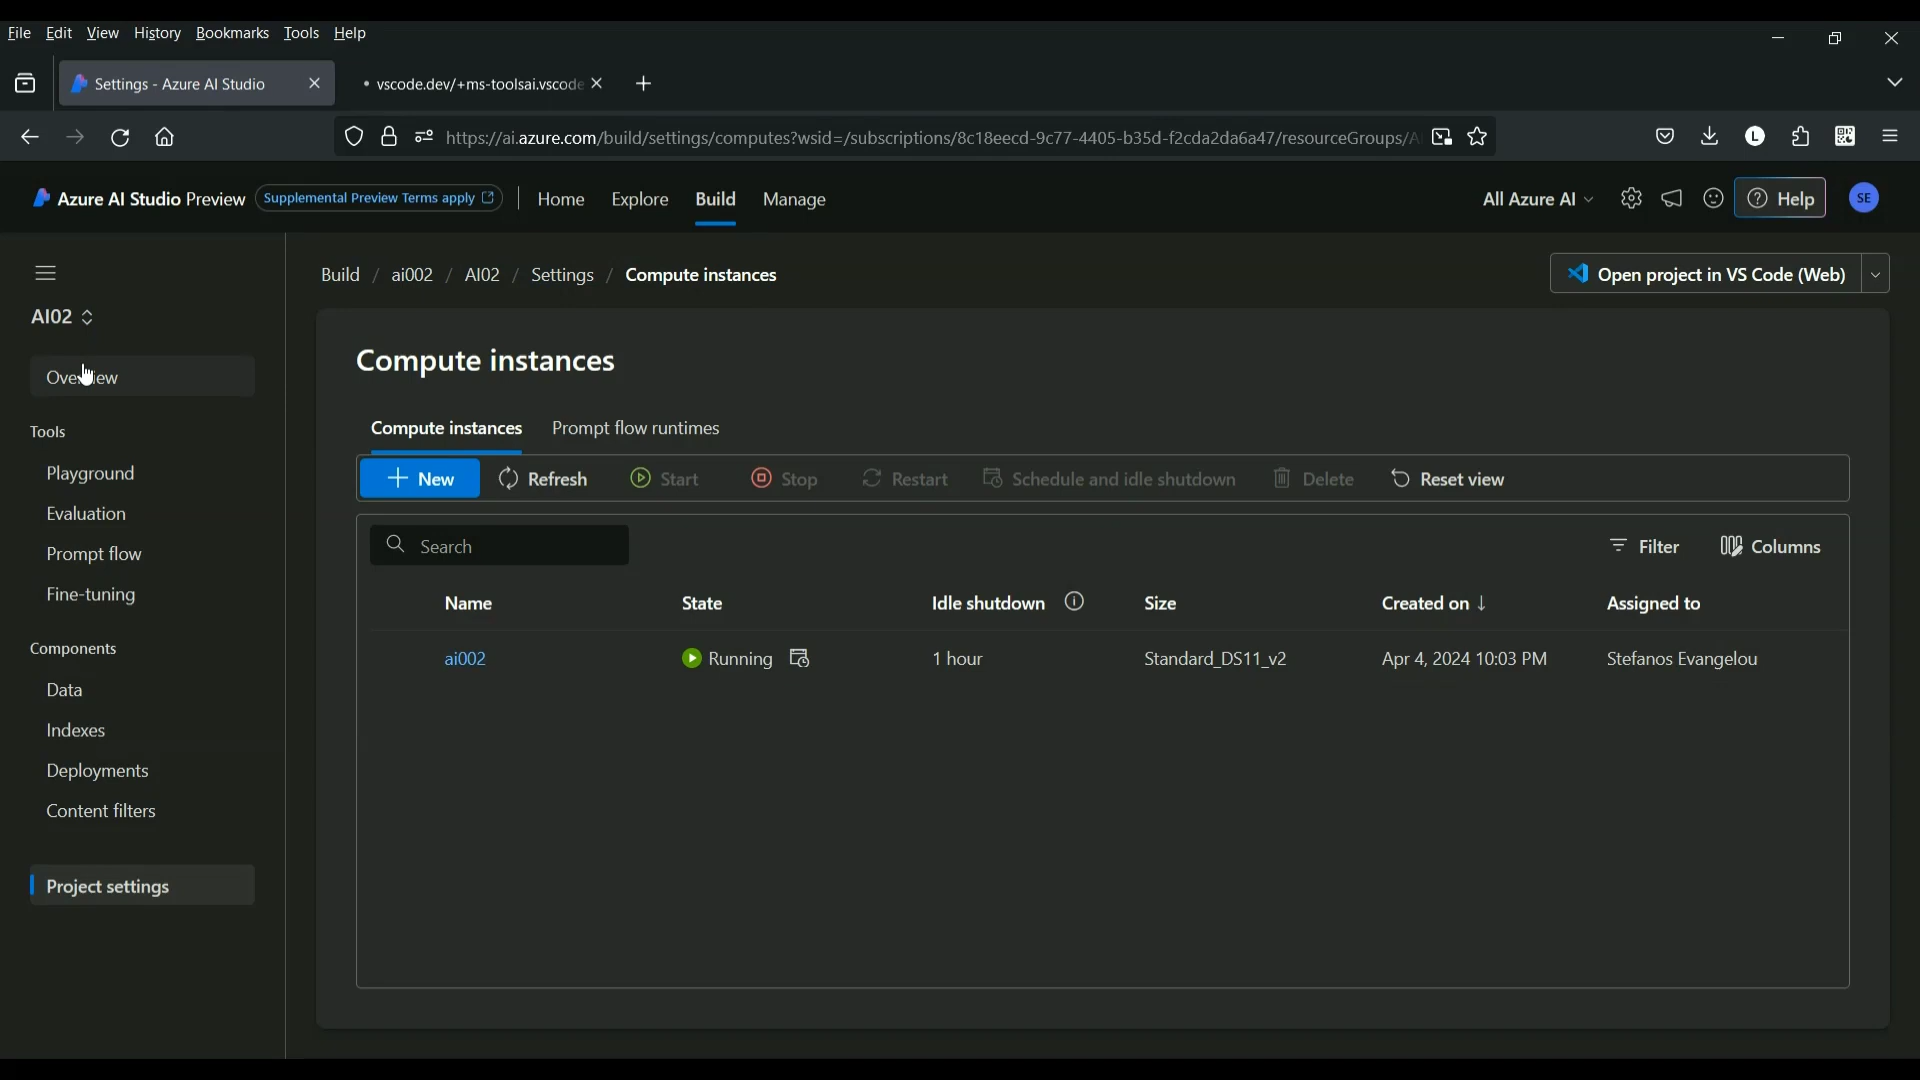 File Edit View History Bookmarks Tools Help
Settings - Azure AI Studio
vscode.dev/+ms-toolsai.vscode
https://ai.azure.com/build/settings/computes?wsid=/subscriptions/8c18eecd-9c77-4405-b35d-f2cda2da6a47/resourceGroups/A
L
Azure AI Studio Preview Supplemental Preview Terms apply Home Explore Build Manage All Azure AI Help SE
Build / ai002 / AI02 / Settings / Compute instances Open project in VS Code (Web)
AI02
Overview
Tools
Playground
Evaluation
Prompt flow
Fine-tuning
Components
Data
Indexes
Deployments
Content filters
Project settings
Compute instances
Compute instances Prompt flow runtimes
New Refresh Start Stop Restart Schedule and idle shutdown Delete Reset view
Search Filter Columns
Name State Idle shutdown Size Created on ↓ Assigned to
ai002 Running 1 hour Standard_DS11_v2 Apr 4, 2024 10:03 PM Stefanos Evangelou